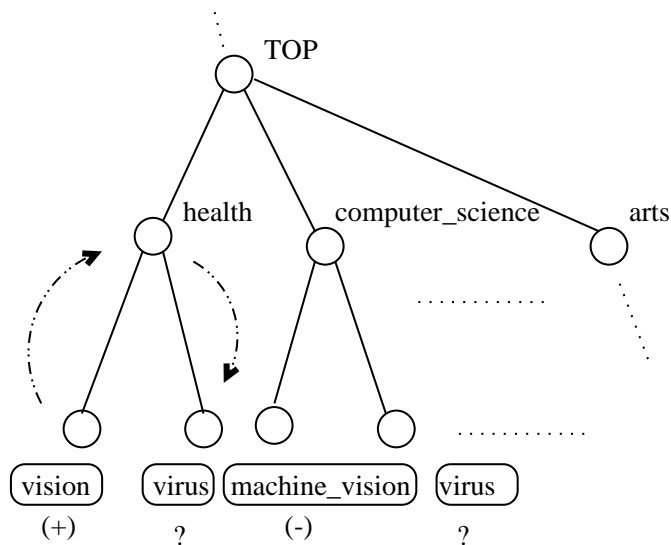 TOP
health computer_science arts
vision virus machine_vision virus
(+) ? (-) ?